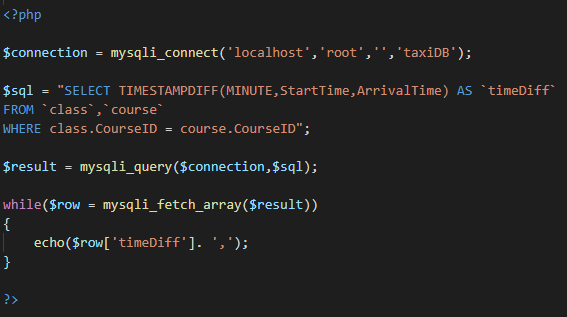 <?php
$connection = mysqli_connect('localhost','root','','taxiDB');
$sql = "SELECT TIMESTAMPDIFF(MINUTE,StartTime,ArrivalTime) AS `timeDiff`
FROM `class`,`course`
WHERE class.CourseID = course.CourseID";
$result = mysqli_query($connection,$sql);
while($row = mysqli_fetch_array($result))
{
echo($row['timeDiff']. ',');
}
?>